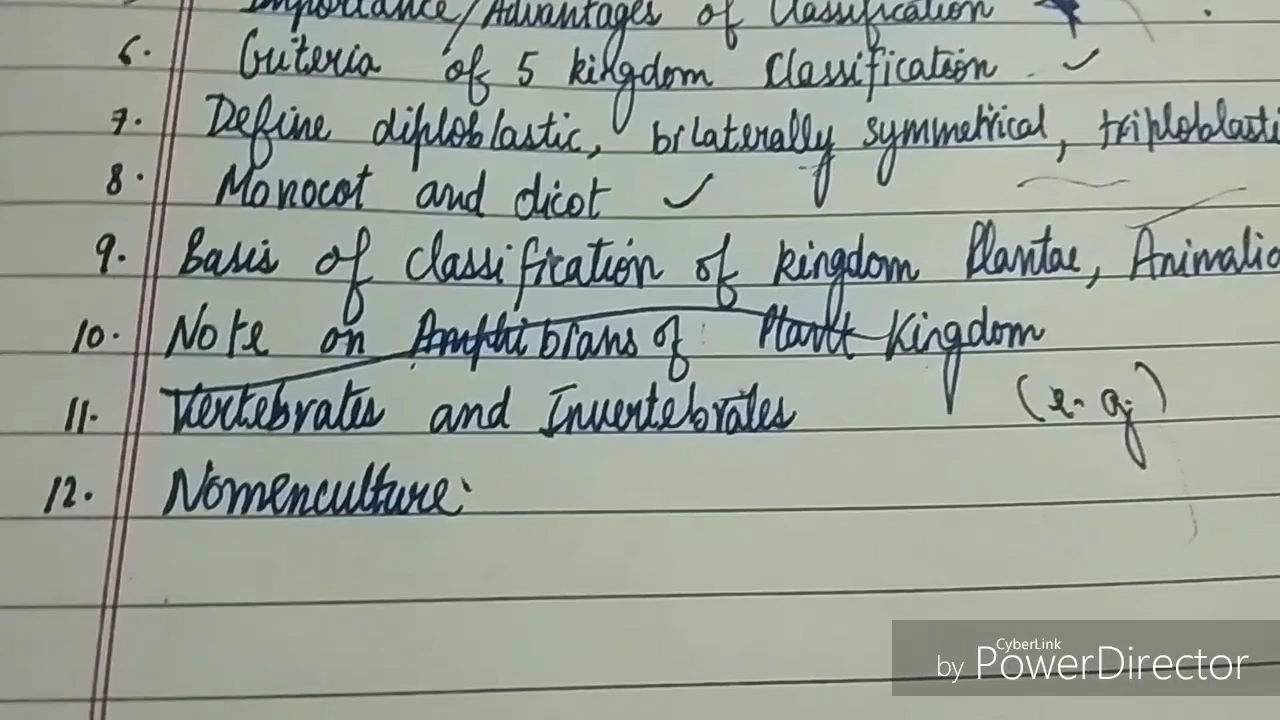 Importance/Advantages of Classification
6. Criteria of 5 kingdom Classification
7. Define diploblastic, bilaterally symmetrical, triploblasti
8. Monocot and dicot
9. Basis of classification of kingdom Plantae, Animalia
10. Note on Amphibians of Plant Kingdom
11. Vertebrates and Invertebrates (e.g)
12. Nomenculture:
CyberLink
by PowerDirector